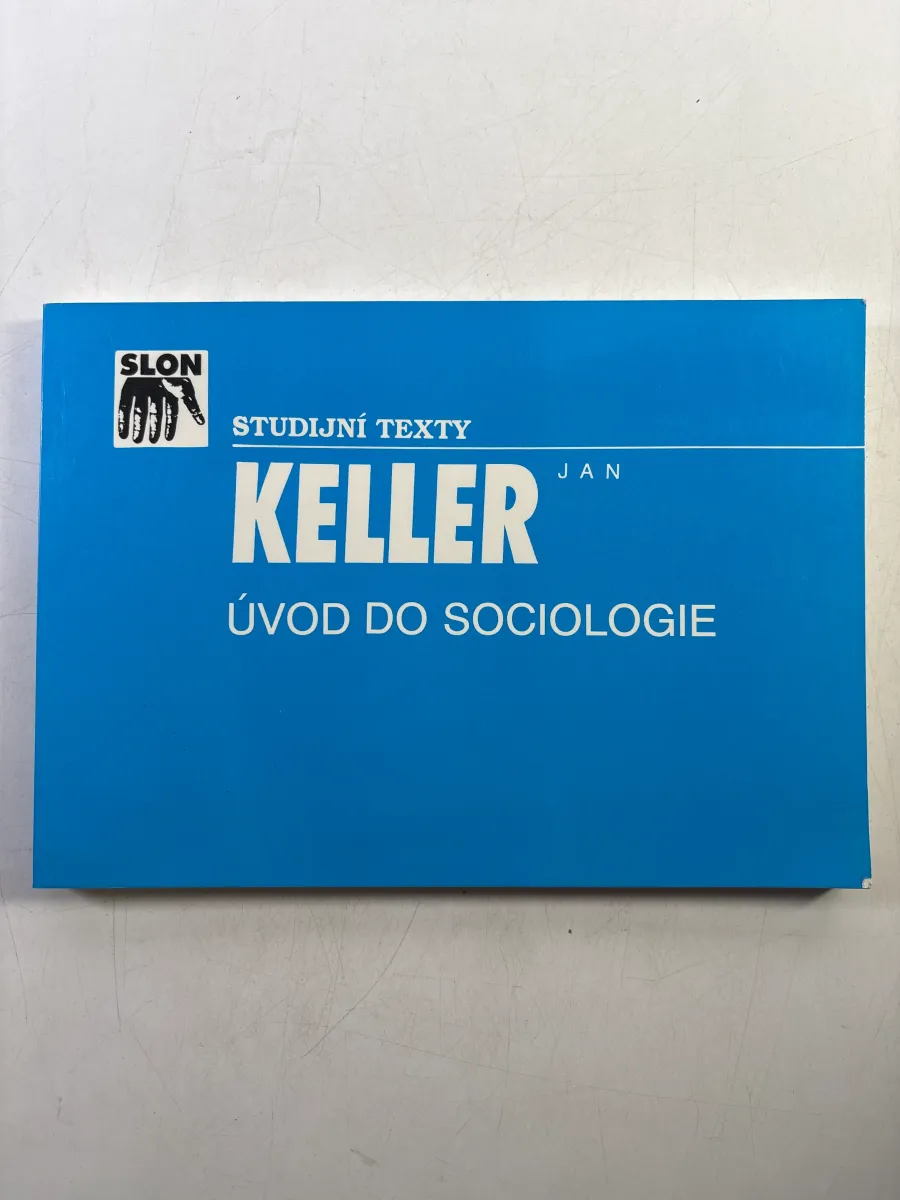 SLON
STUDIJNÍ TEXTY
KELLER JAN
ÚVOD DO SOCIOLOGIE